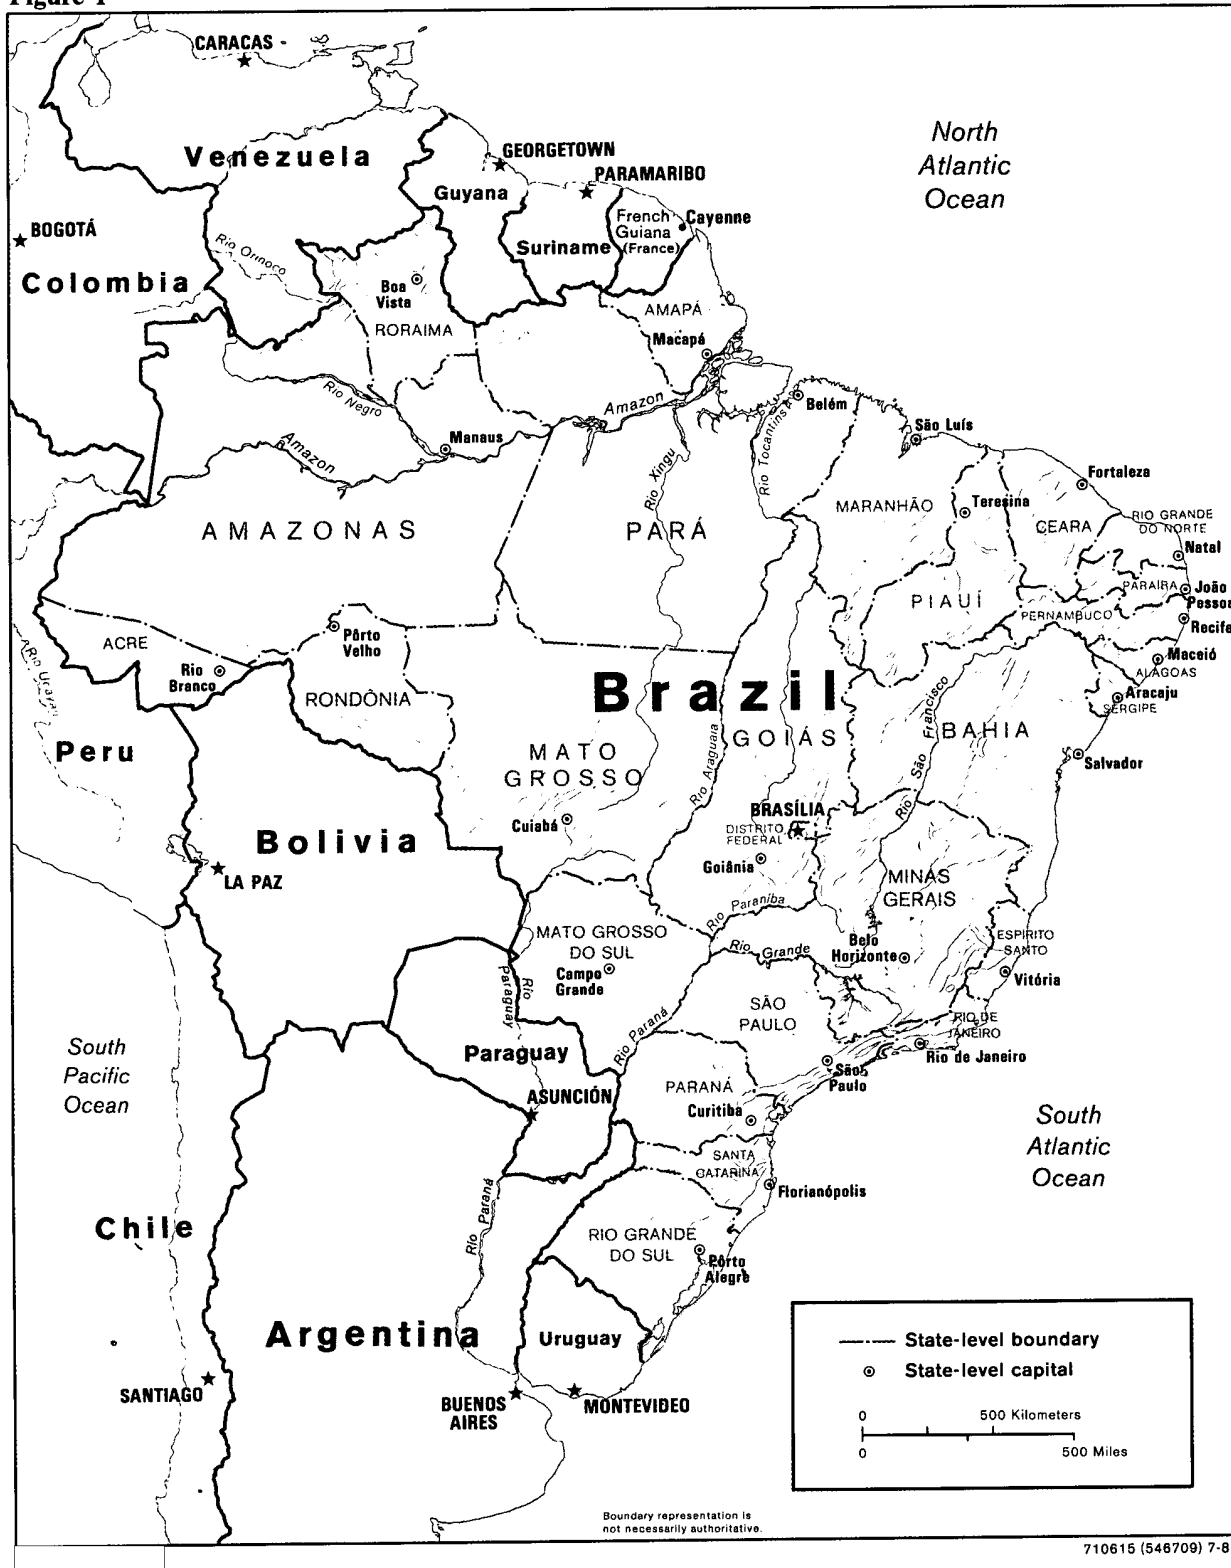 Figure 1
CARACAS
North
Atlantic
Ocean
Venezuela
GEORGETOWN
PARAMARIBO
Guyana
French
Guiana
(France)
Cayenne
BOGOTÁ
Suriname
Rio Orinoco
Colombia
Boa
Vista
AMAPÁ
RORAIMA
Macapá
Rio Negro
Amazon
Belém
Rio Tocantins
São Luís
Manaus
Amazon
Rio Xingu
Fortaleza
MARANHÃO
Teresina
RIO GRANDE
DO NORTE
AMAZONAS
PARÁ
CEARA
Natal
PARAÍRA
João
Pessoa
PIAUÍ
PERNAMBUCO
Recife
ACRE
Pôrto
Velho
Maceió
ALAGOAS
Rio
Branco
Rio Ucayali
RONDÔNIA
Brazil
Aracaju
SERGIPE
Rio São Francisco
BAHIA
Peru
MATO
GROSSO
GOIÁS
Rio Araguaia
Salvador
BRASÍLIA
DISTRITO
FEDERAL
Cuiabá
Bolivia
Goiânia
LA PAZ
MINAS
GERAIS
Rio Paraniba
MATO GROSSO
DO SUL
Rio Grande
Belo
Horizonte
ESPIRITO
SANTO
Campo
Grande
Vitória
Rio
Paraguay
SÃO
PAULO
RIO DE
JANEIRO
Rio Paraná
South
Pacific
Ocean
Paraguay
Rio de Janeiro
São
Paulo
PARANÁ
ASUNCIÓN
Curitiba
South
Atlantic
Ocean
SANTA
CATARINA
Florianópolis
Rio Paraná
Chile
RIO GRANDE
DO SUL
Pôrto
Alegre
Argentina
Uruguay
State-level boundary
State-level capital
SANTIAGO
BUENOS
AIRES
MONTEVIDEO
0 500 Kilometers
0 500 Miles
Boundary representation is
not necessarily authoritative.
710615 (546709) 7-8